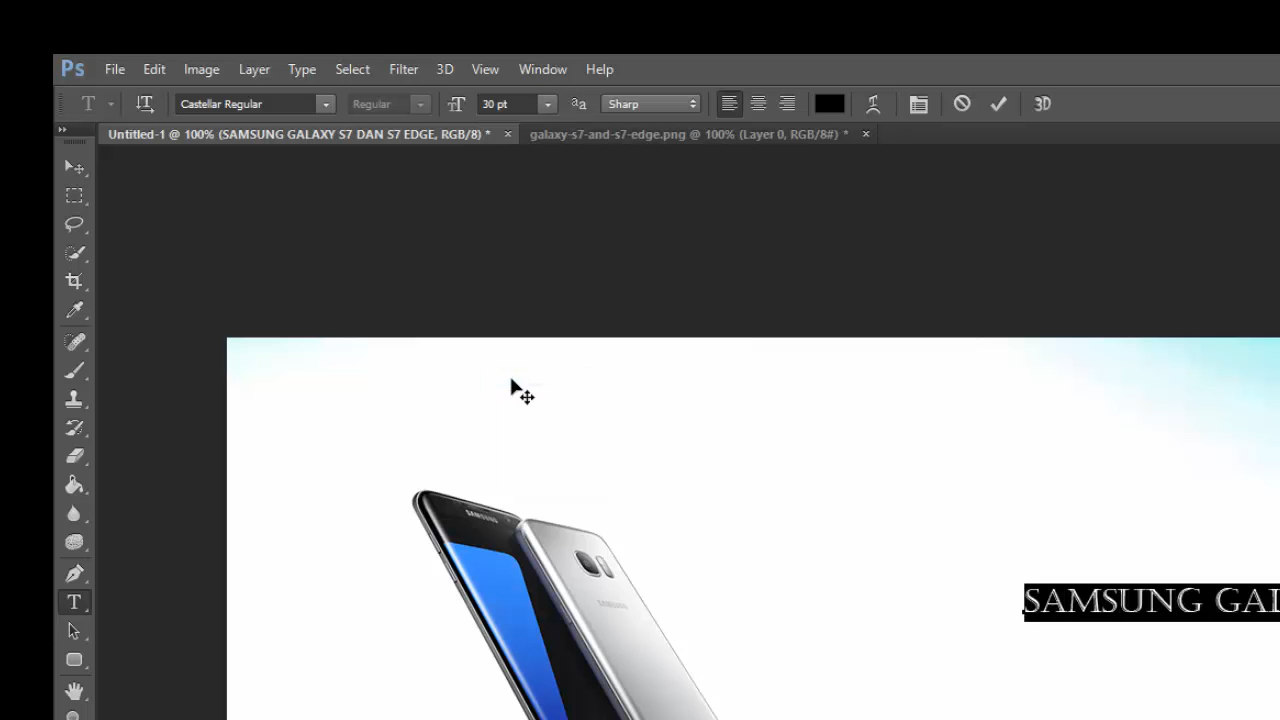 Ps File Edit Image Layer Type Select Filter 3D View Window Help
T Castellar Regular Regular 30 pt aa Sharp 3D
Untitled-1 @ 100% (SAMSUNG GALAXY S7 DAN S7 EDGE, RGB/8) * × galaxy-s7-and-s7-edge.png @ 100% (Layer 0, RGB/8#) * ×
SAMSUNG
SAMSUNG
T
SAMSUNG GAL